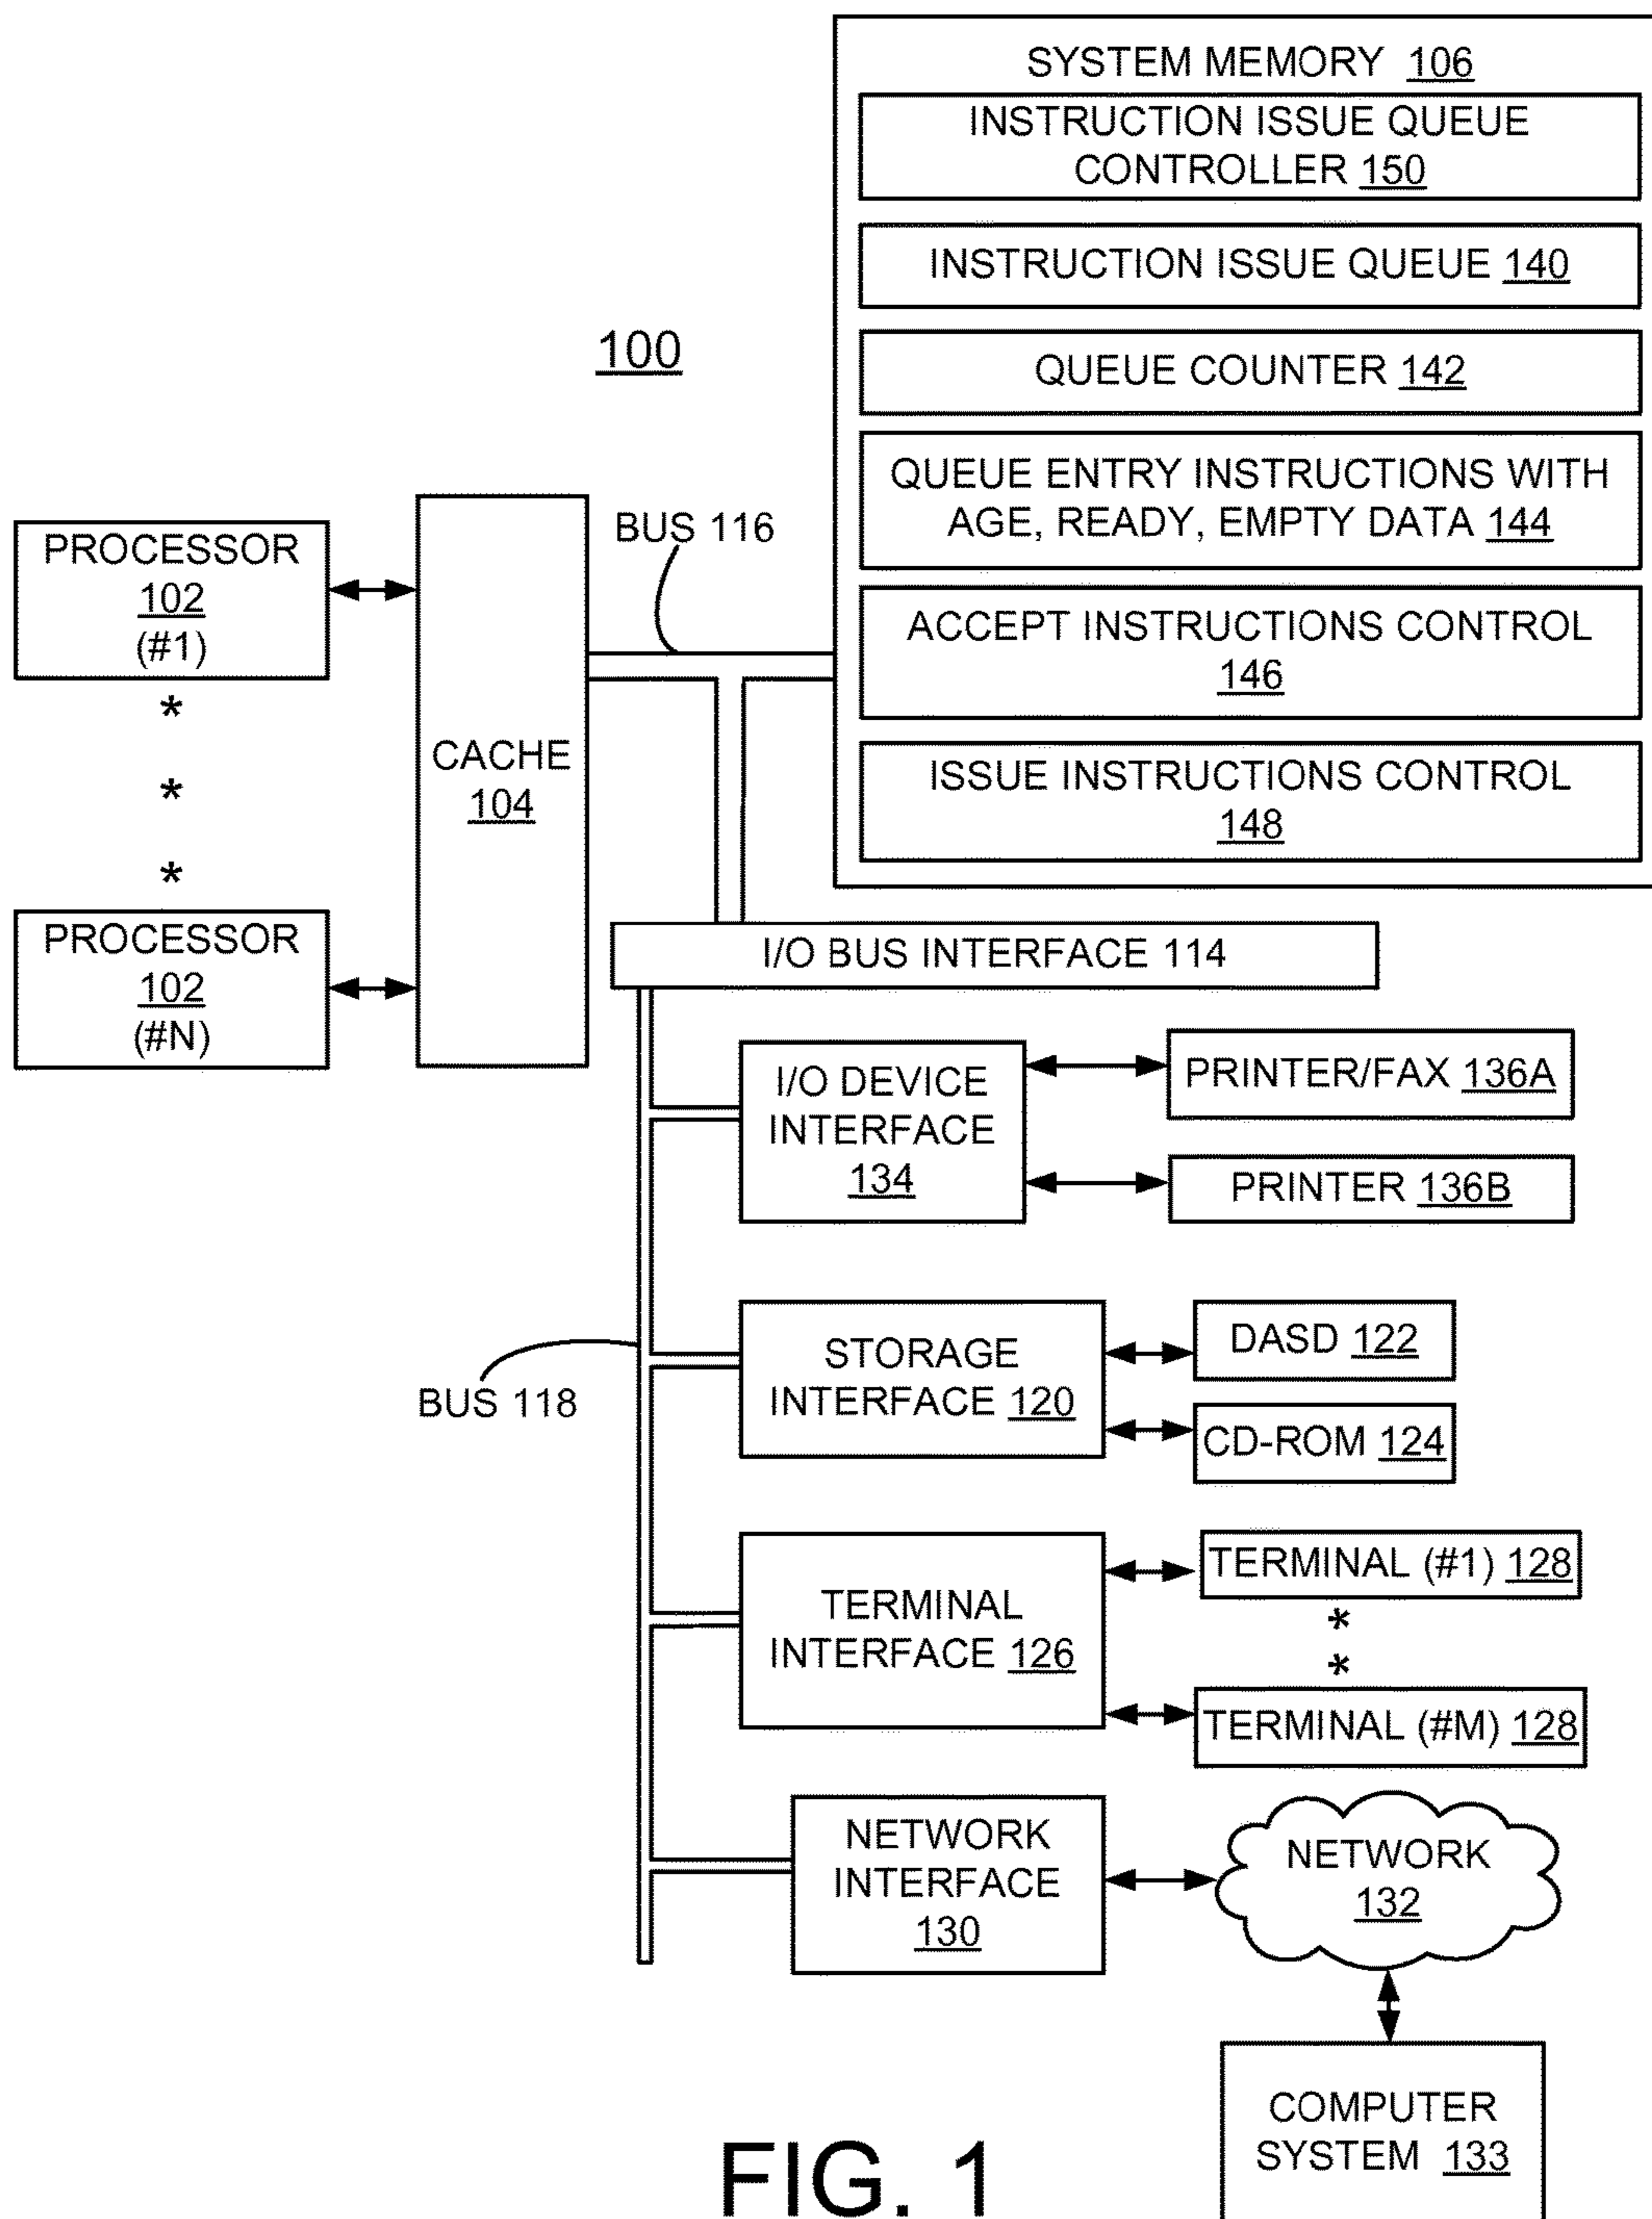 SYSTEM MEMORY 106
INSTRUCTION ISSUE QUEUE
CONTROLLER 150
INSTRUCTION ISSUE QUEUE 140
100
QUEUE COUNTER 142
QUEUE ENTRY INSTRUCTIONS WITH
AGE, READY, EMPTY DATA 144
BUS 116
PROCESSOR
102
(#1)
ACCEPT INSTRUCTIONS CONTROL
146
*
*
*
CACHE
104
ISSUE INSTRUCTIONS CONTROL
148
PROCESSOR
102
(#N)
I/O BUS INTERFACE 114
I/O DEVICE
INTERFACE
134
PRINTER/FAX 136A
PRINTER 136B
BUS 118
STORAGE
INTERFACE 120
DASD 122
CD-ROM 124
TERMINAL
INTERFACE 126
TERMINAL (#1) 128
*
*
TERMINAL (#M) 128
NETWORK
INTERFACE
130
NETWORK
132
COMPUTER
SYSTEM 133
FIG. 1